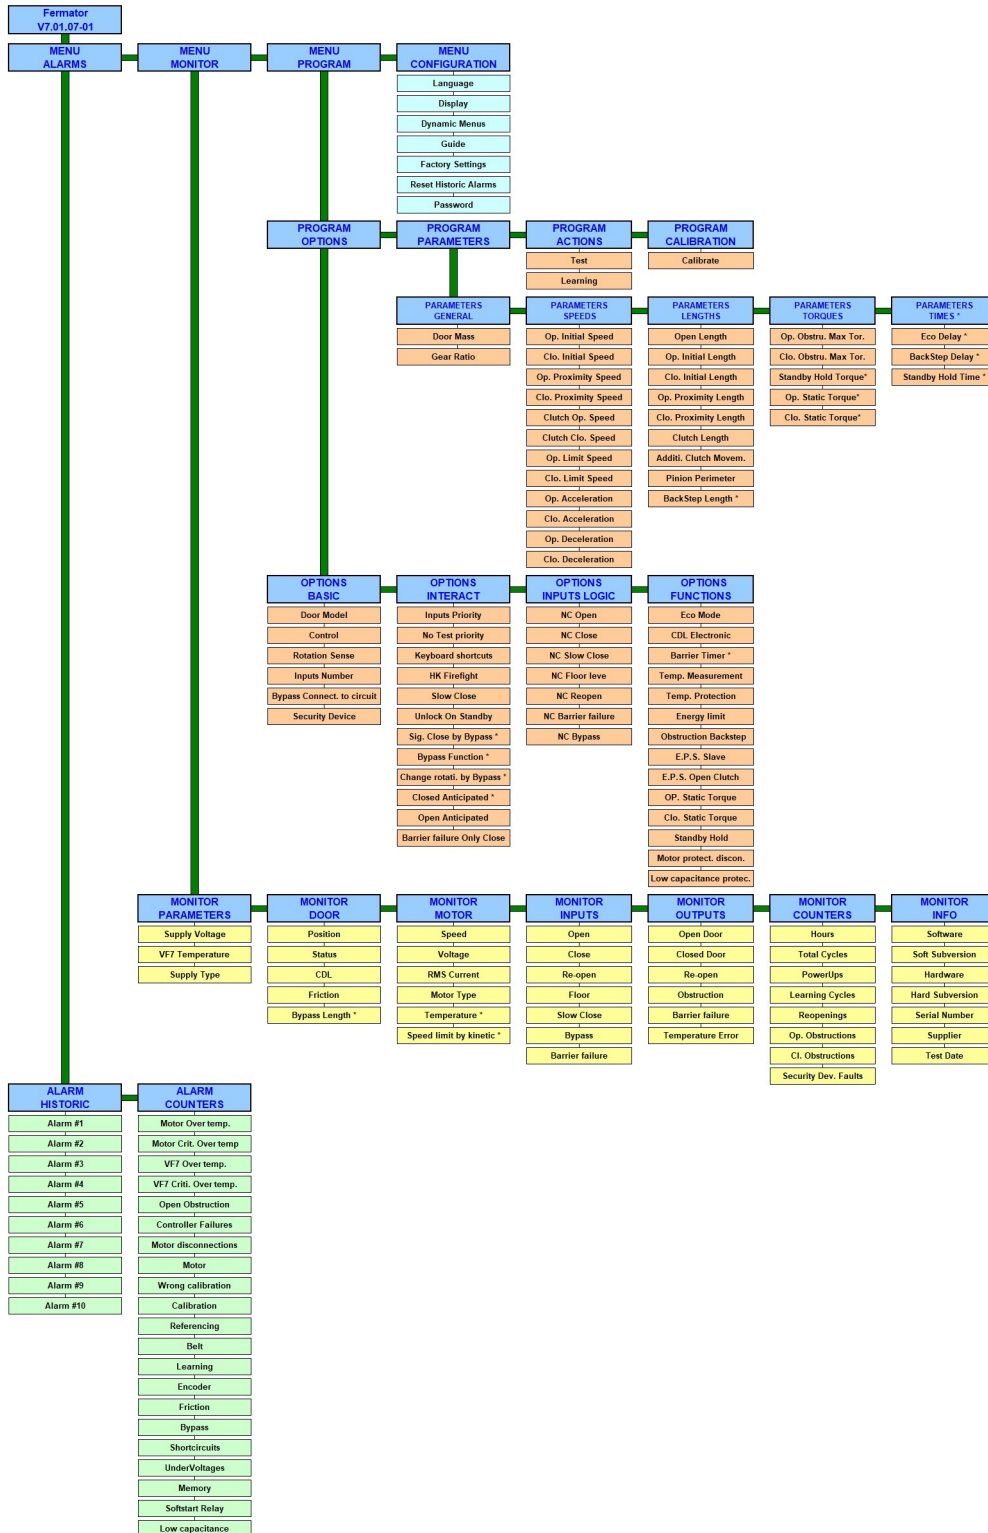 Fermator
V7.01.07-01
MENU
ALARMS
MENU
MONITOR
MENU
PROGRAM
MENU
CONFIGURATION
Language
Display
Dynamic Menus
Guide
Factory Settings
Reset Historic Alarms
Password
PROGRAM
OPTIONS
PROGRAM
PARAMETERS
PROGRAM
ACTIONS
Test
Learning
PROGRAM
CALIBRATION
Calibrate
PARAMETERS
GENERAL
Door Mass
Gear Ratio
PARAMETERS
SPEEDS
Op. Initial Speed
Clo. Initial Speed
Op. Proximity Speed
Clo. Proximity Speed
Clutch Op. Speed
Clutch Clo. Speed
Op. Limit Speed
Clo. Limit Speed
Op. Acceleration
Clo. Acceleration
Op. Deceleration
Clo. Deceleration
PARAMETERS
LENGTHS
Open Length
Op. Initial Length
Clo. Initial Length
Op. Proximity Length
Clo. Proximity Length
Clutch Length
Additi. Clutch Movem.
Pinion Perimeter
BackStep Length *
PARAMETERS
TORQUES
Op. Obstru. Max Tor.
Clo. Obstru. Max Tor.
Standby Hold Torque*
Op. Static Torque*
Clo. Static Torque*
PARAMETERS
TIMES *
Eco Delay *
BackStep Delay *
Standby Hold Time *
OPTIONS
BASIC
Door Model
Control
Rotation Sense
Inputs Number
Bypass Connect. to circuit
Security Device
OPTIONS
INTERACT
Inputs Priority
No Test priority
Keyboard shortcuts
HK Firefight
Slow Close
Unlock On Standby
Sig. Close by Bypass *
Bypass Function *
Change rotati. by Bypass *
Closed Anticipated *
Open Anticipated
Barrier failure Only Close
OPTIONS
INPUTS LOGIC
NC Open
NC Close
NC Slow Close
NC Floor leve
NC Reopen
NC Barrier failure
NC Bypass
OPTIONS
FUNCTIONS
Eco Mode
CDL Electronic
Barrier Timer *
Temp. Measurement
Temp. Protection
Energy limit
Obstruction Backstep
E.P.S. Slave
E.P.S. Open Clutch
OP. Static Torque
Clo. Static Torque
Standby Hold
Motor protect. discon.
Low capacitance protec.
MONITOR
PARAMETERS
Supply Voltage
VF7 Temperature
Supply Type
MONITOR
DOOR
Position
Status
CDL
Friction
Bypass Length *
MONITOR
MOTOR
Speed
Voltage
RMS Current
Motor Type
Temperature *
Speed limit by kinetic *
MONITOR
INPUTS
Open
Close
Re-open
Floor
Slow Close
Bypass
Barrier failure
MONITOR
OUTPUTS
Open Door
Closed Door
Re-open
Obstruction
Barrier failure
Temperature Error
MONITOR
COUNTERS
Hours
Total Cycles
PowerUps
Learning Cycles
Reopenings
Op. Obstructions
Cl. Obstructions
Security Dev. Faults
MONITOR
INFO
Software
Soft Subversion
Hardware
Hard Subversion
Serial Number
Supplier
Test Date
ALARM
HISTORIC
Alarm #1
Alarm #2
Alarm #3
Alarm #4
Alarm #5
Alarm #6
Alarm #7
Alarm #8
Alarm #9
Alarm #10
ALARM
COUNTERS
Motor Over temp.
Motor Crit. Over temp
VF7 Over temp.
VF7 Criti. Over temp.
Open Obstruction
Controller Failures
Motor disconnections
Motor
Wrong calibration
Calibration
Referencing
Belt
Learning
Encoder
Friction
Bypass
Shortcircuits
UnderVoltages
Memory
Softstart Relay
Low capacitance